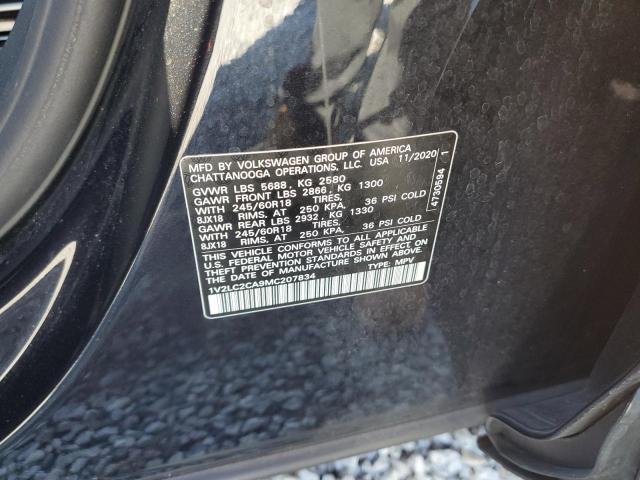 MFD BY VOLKSWAGEN GROUP OF AMERICA
CHATTANOOGA OPERATIONS, LLC. USA 11/2020
GVWR LBS 5688, KG 2580
GAWR FRONT LBS 2866, KG 1300
WITH 245/60R18 TIRES,
8JX18 RIMS, AT 250 KPA, 36 PSI COLD
GAWR REAR LBS 2932, KG 1330
WITH 245/60R18 TIRES,
8JX18 RIMS, AT 250 KPA, 36 PSI COLD
THIS VEHICLE CONFORMS TO ALL APPLICABLE
U.S. FEDERAL MOTOR VEHICLE SAFETY AND
THEFT PREVENTION STANDARDS IN EFFECT ON
THE DATE OF MANUFACTURE SHOWN ABOVE.
1V2LC2CA9MC207834 TYPE: MPV
4730594 1